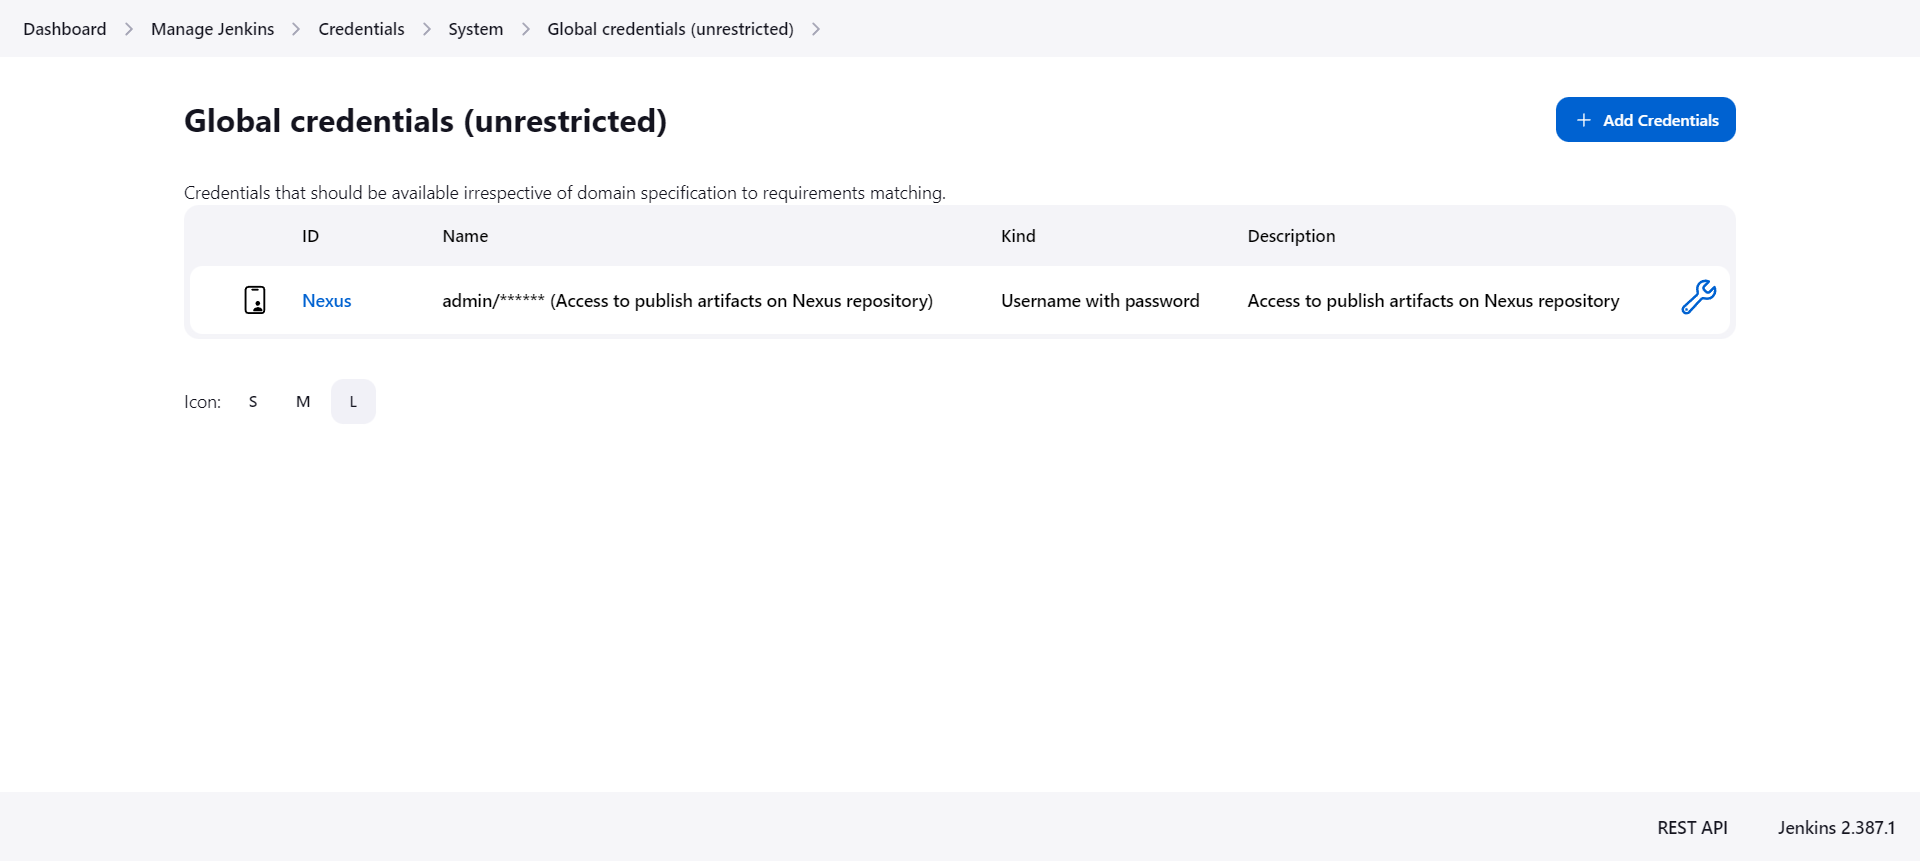 Dashboard Manage Jenkins Credentials System Global credentials (unrestricted)
Global credentials (unrestricted)
Add Credentials
Credentials that should be available irrespective of domain specification to requirements matching.
ID Name Kind Description
Nexus admin/****** (Access to publish artifacts on Nexus repository) Username with password Access to publish artifacts on Nexus repository
Icon: S M L
REST API Jenkins 2.387.1